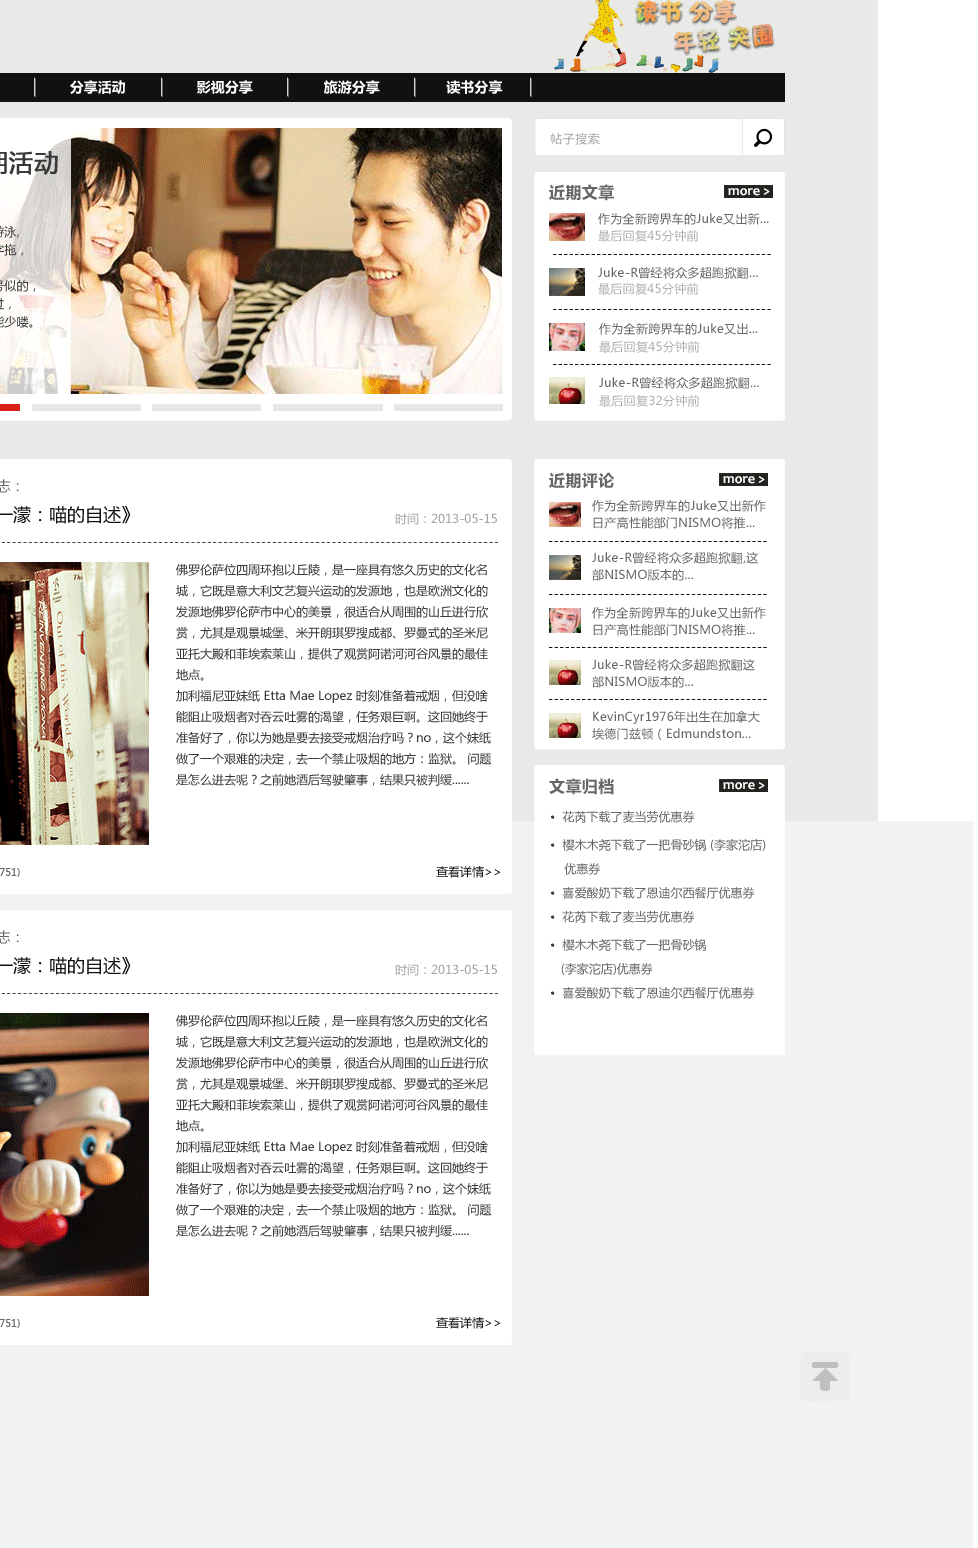 读书 分享
年轻 突围
分享活动
影视分享
旅游分享
读书分享
帖子搜索
期活动
游泳,
字拖，
号似的，
过，
能少喽。
近期文章
more >
作为全新跨界车的Juke又出新...
最后回复45分钟前
Juke-R曾经将众多超跑掀翻...
最后回复45分钟前
作为全新跨界车的Juke又出...
最后回复45分钟前
Juke-R曾经将众多超跑掀翻...
最后回复32分钟前
志：
一濛：喵的自述》
时间：2013-05-15
Out of this World
佛罗伦萨位四周环抱以丘陵，是一座具有悠久历史的文化名
城，它既是意大利文艺复兴运动的发源地，也是欧洲文化的
发源地佛罗伦萨市中心的美景，很适合从周围的山丘进行欣
赏，尤其是观景城堡、米开朗琪罗搜成都、罗曼式的圣米尼
亚托大殿和菲埃索莱山，提供了观赏阿诺河河谷风景的最佳
地点。
加利福尼亚妹纸 Etta Mae Lopez 时刻准备着戒烟，但没啥
能阻止吸烟者对吞云吐雾的渴望，任务艰巨啊。这回她终于
准备好了，你以为她是要去接受戒烟治疗吗？no，这个妹纸
做了一个艰难的决定，去一个禁止吸烟的地方：监狱。 问题
是怎么进去呢？之前她酒后驾驶肇事，结果只被判缓......
751)
查看详情>>
近期评论
more >
作为全新跨界车的Juke又出新作
日产高性能部门NISMO将推...
Juke-R曾经将众多超跑掀翻,这
部NISMO版本的...
作为全新跨界车的Juke又出新作
日产高性能部门NISMO将推...
Juke-R曾经将众多超跑掀翻这
部NISMO版本的...
KevinCyr1976年出生在加拿大
埃德门兹顿（Edmundston...
文章归档
more >
• 花芮下载了麦当劳优惠券
• 樱木木尧下载了一把骨砂锅 (李家沱店)
优惠券
• 喜爱酸奶下载了恩迪尔西餐厅优惠券
• 花芮下载了麦当劳优惠券
• 樱木木尧下载了一把骨砂锅
(李家沱店)优惠券
• 喜爱酸奶下载了恩迪尔西餐厅优惠券
志：
一濛：喵的自述》
时间：2013-05-15
佛罗伦萨位四周环抱以丘陵，是一座具有悠久历史的文化名
城，它既是意大利文艺复兴运动的发源地，也是欧洲文化的
发源地佛罗伦萨市中心的美景，很适合从周围的山丘进行欣
赏，尤其是观景城堡、米开朗琪罗搜成都、罗曼式的圣米尼
亚托大殿和菲埃索莱山，提供了观赏阿诺河河谷风景的最佳
地点。
加利福尼亚妹纸 Etta Mae Lopez 时刻准备着戒烟，但没啥
能阻止吸烟者对吞云吐雾的渴望，任务艰巨啊。这回她终于
准备好了，你以为她是要去接受戒烟治疗吗？no，这个妹纸
做了一个艰难的决定，去一个禁止吸烟的地方：监狱。 问题
是怎么进去呢？之前她酒后驾驶肇事，结果只被判缓......
751)
查看详情>>